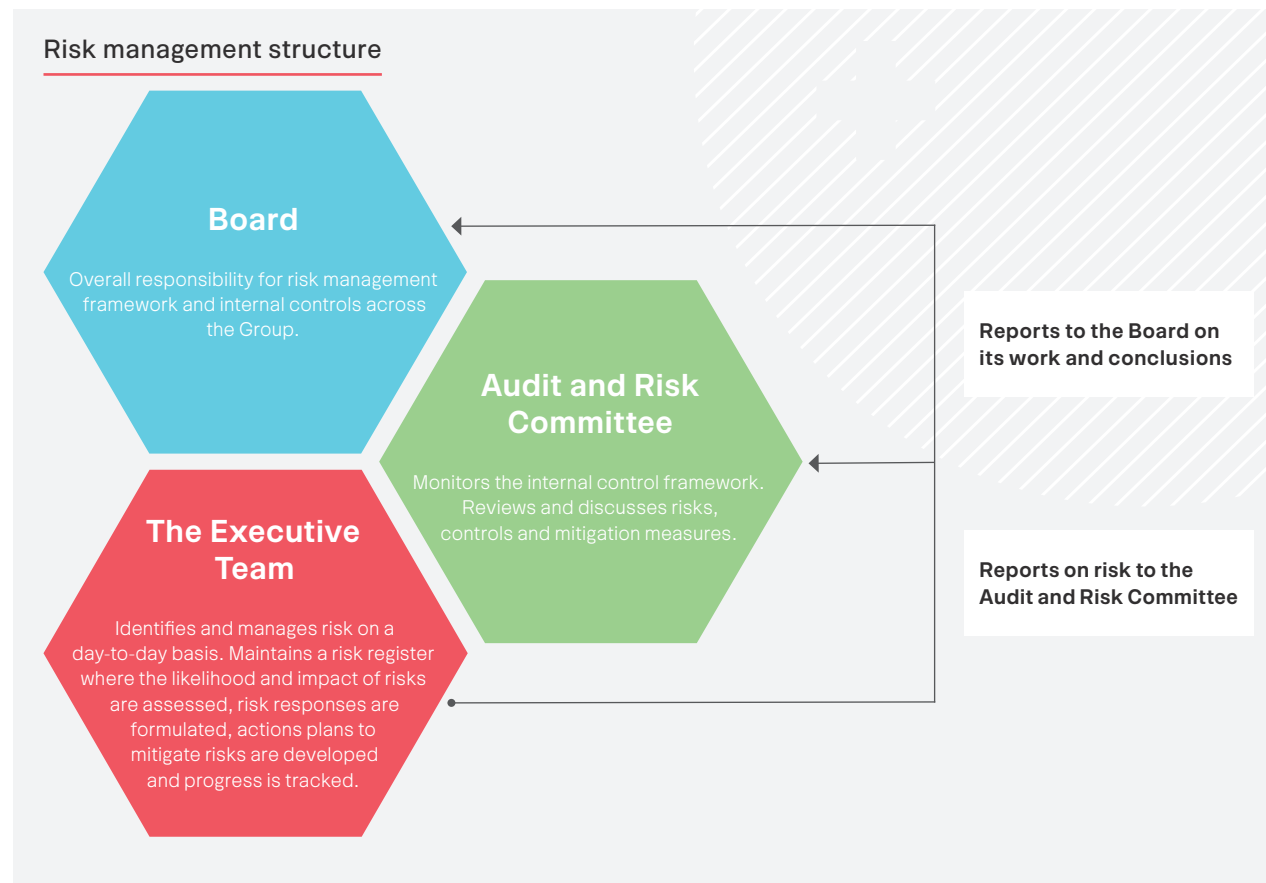 Risk management structure
Board
Overall responsibility for risk management
framework and internal controls across
the Group.
Audit and Risk
Committee
Monitors the internal control framework.
Reviews and discusses risks,
controls and mitigation measures.
The Executive
Team
Identifies and manages risk on a
day-to-day basis. Maintains a risk register
where the likelihood and impact of risks
are assessed, risk responses are
formulated, actions plans to
mitigate risks are developed
and progress is tracked.
Reports to the Board on
its work and conclusions
Reports on risk to the
Audit and Risk Committee